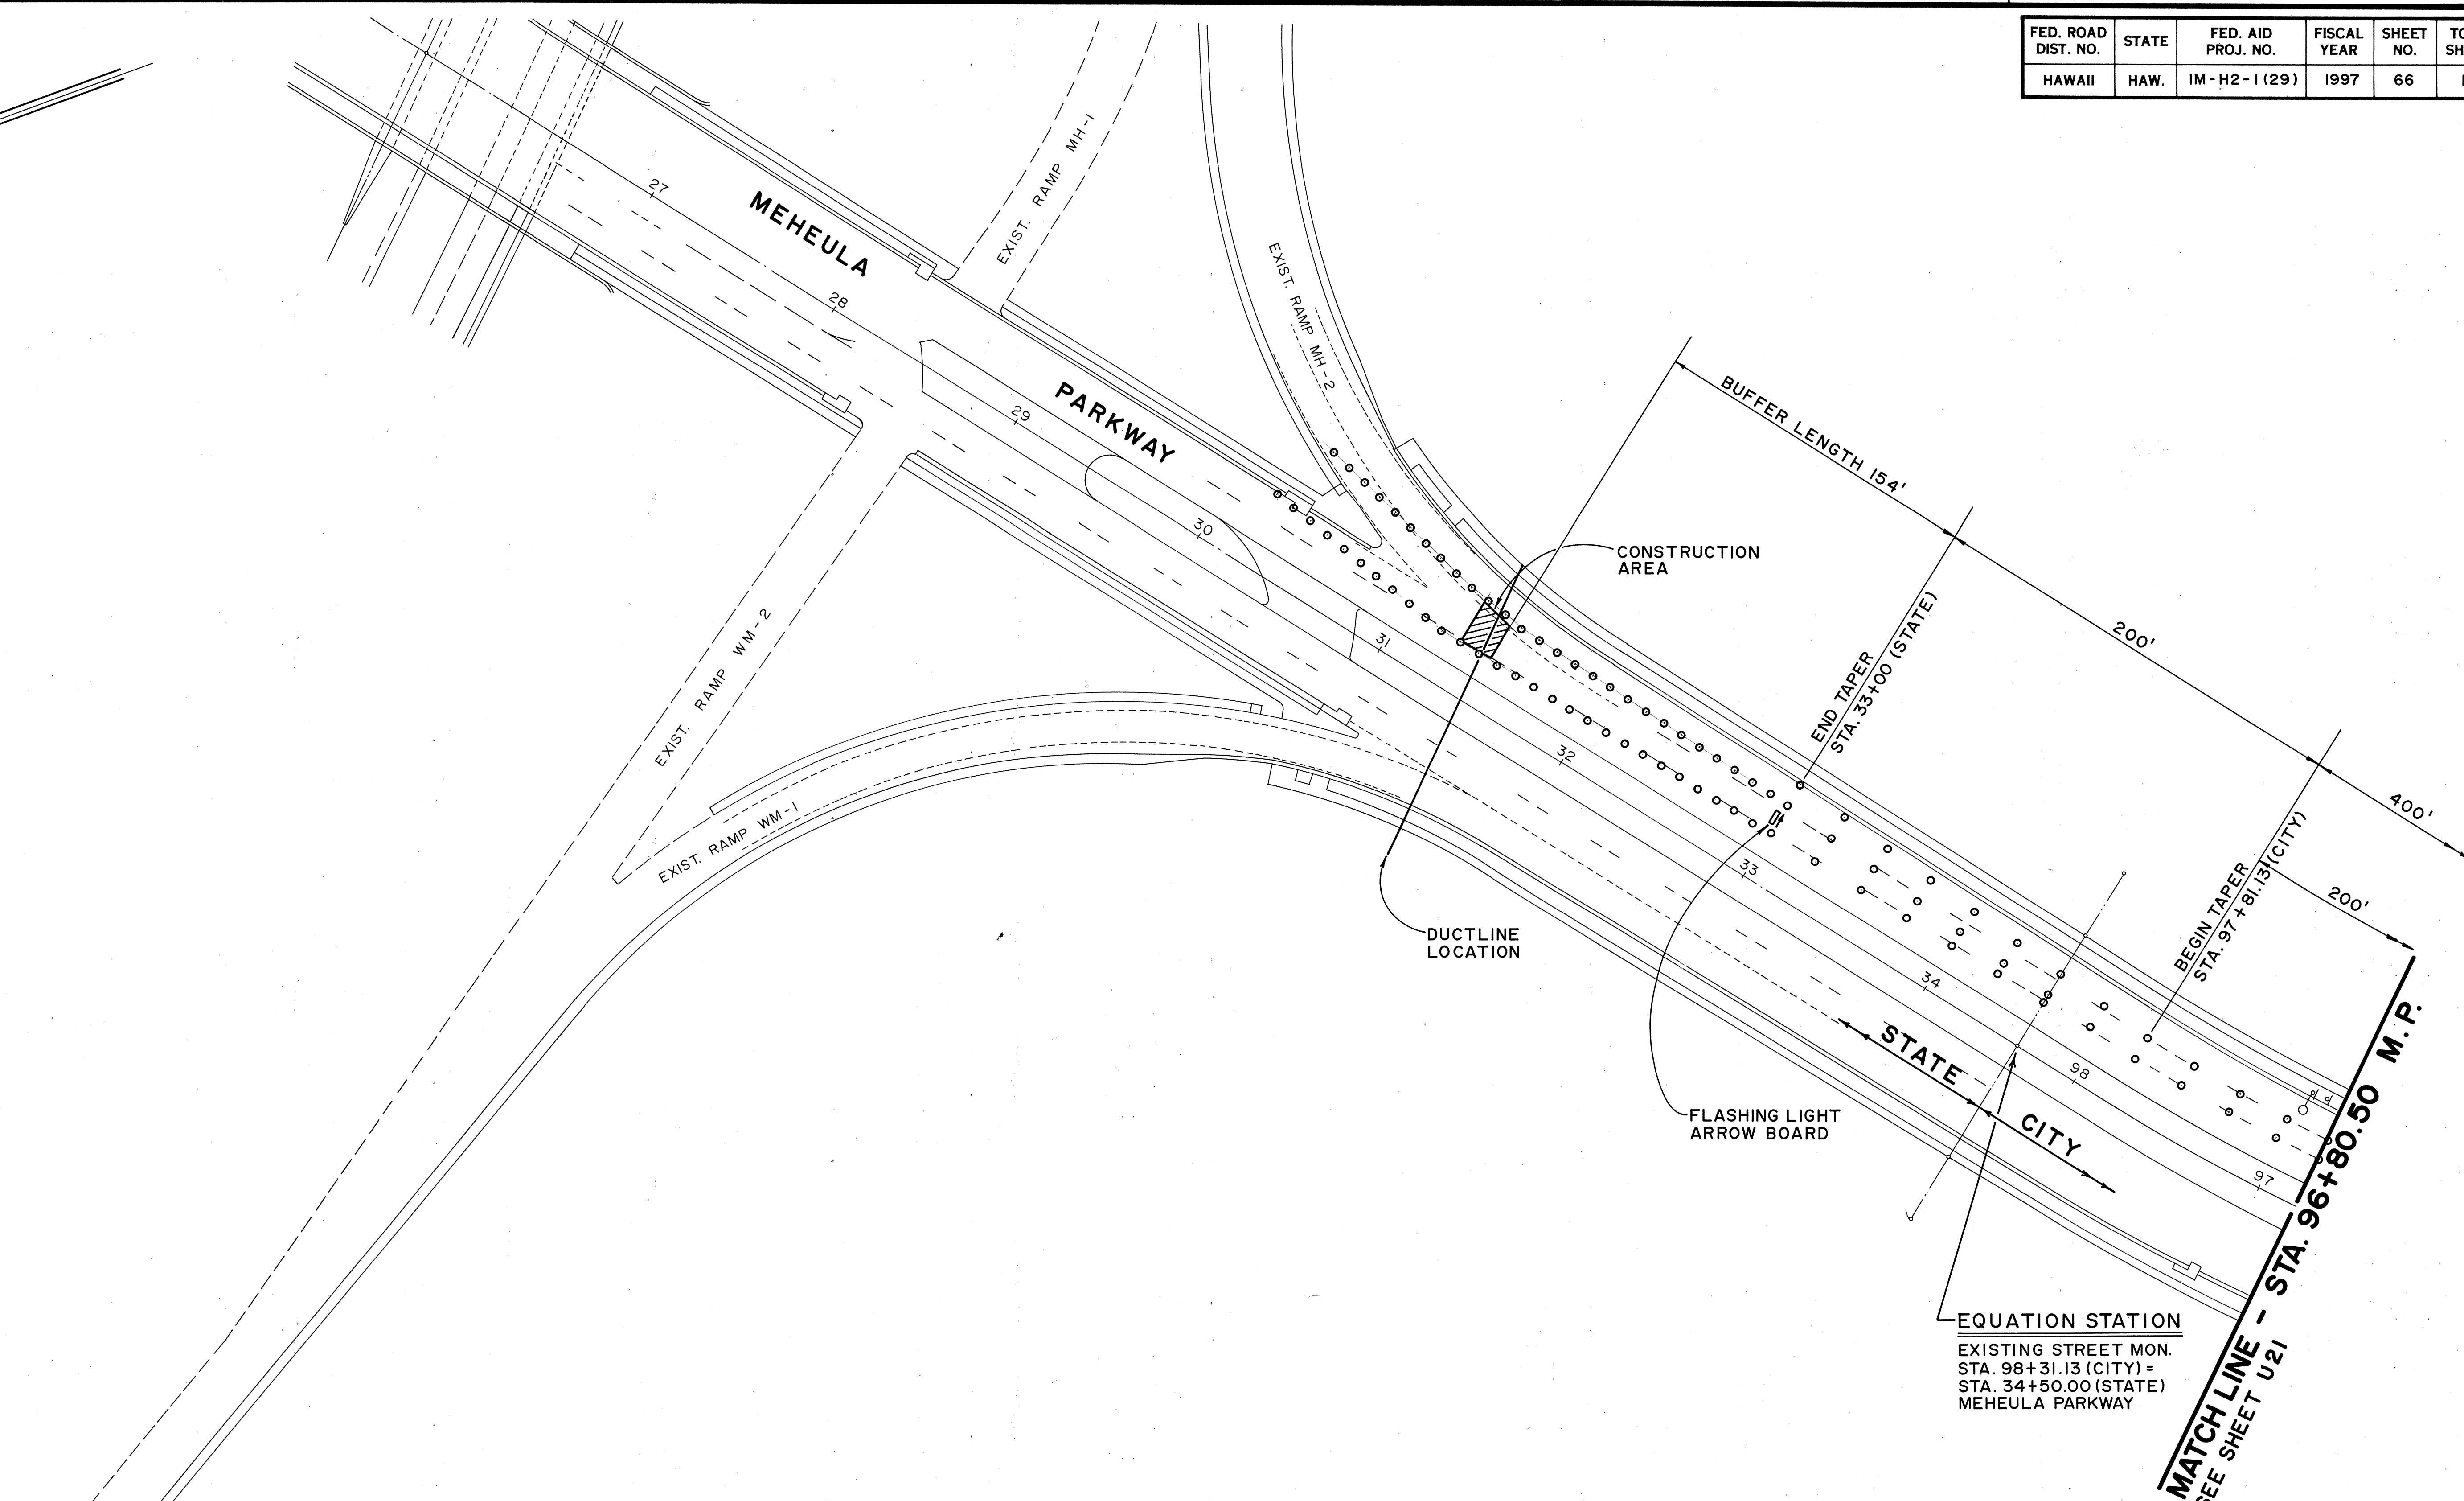 FED. ROAD DIST. NO.
STATE
FED. AID PROJ. NO.
FISCAL YEAR
SHEET NO.
HAWAII
HAW.
IM-H2-1(29)
1997
66
MEHEULA
PARKWAY
27
28
29
30
31
32
33
34
98
97
EXIST. RAMP MH-1
EXIST. RAMP MH-2
EXIST. RAMP WM-2
EXIST. RAMP WM-1
BUFFER LENGTH 154'
200'
400'
200'
CONSTRUCTION
AREA
END TAPER
STA. 33+00 (STATE)
BEGIN TAPER
STA. 97+81.13 (CITY)
DUCTLINE
LOCATION
FLASHING LIGHT
ARROW BOARD
STATE
CITY
EQUATION STATION
EXISTING STREET MON.
STA. 98+31.13 (CITY) =
STA. 34+50.00 (STATE)
MEHEULA PARKWAY
MATCH LINE - STA. 96+80.50 M.P.
SEE SHEET U21